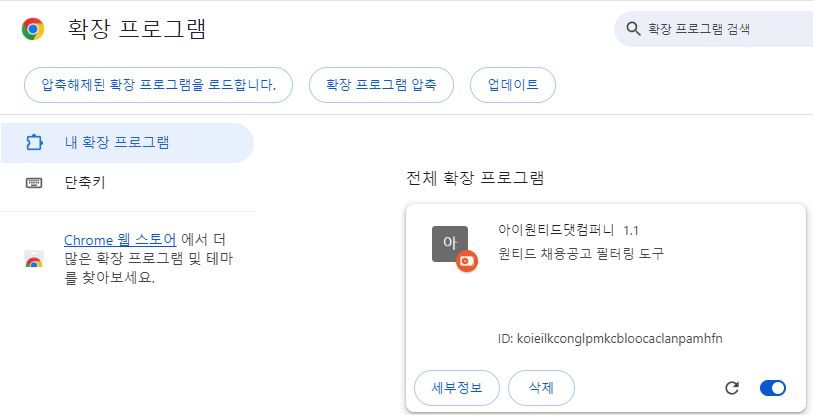 확장 프로그램
확장 프로그램 검색
압축해제된 확장 프로그램을 로드합니다.
확장 프로그램 압축
업데이트
내 확장 프로그램
단축키
Chrome 웹 스토어 에서 더
많은 확장 프로그램 및 테마
를 찾아보세요.
전체 확장 프로그램
아
아이원티드댓컴퍼니 1.1
원티드 채용공고 필터링 도구
ID: koieilkconglpmkcbloocaclanpamhfn
세부정보
삭제